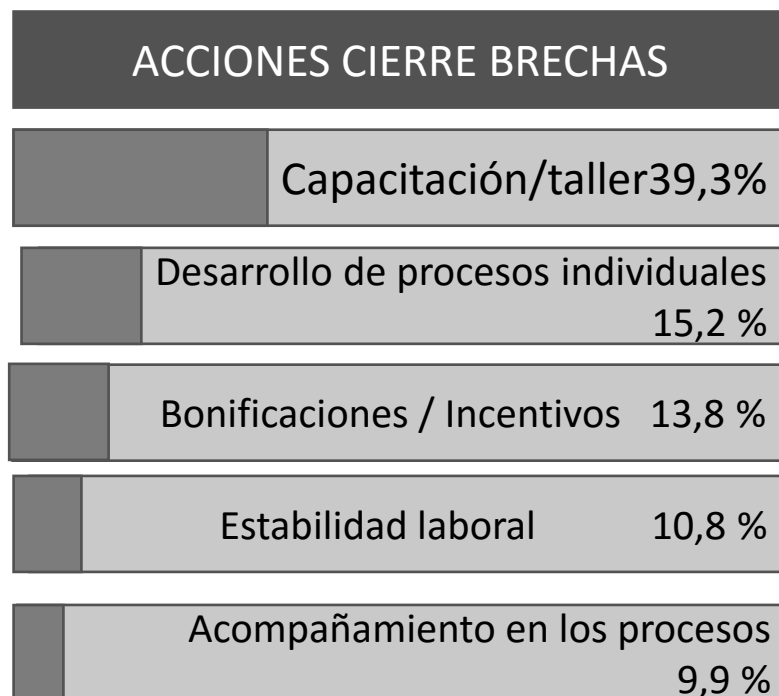 ACCIONES CIERRE BRECHAS
Capacitación/taller39,3%
Desarrollo de procesos individuales
15,2 %
Bonificaciones / Incentivos 13,8 %
Estabilidad laboral 10,8 %
Acompañamiento en los procesos
9,9 %